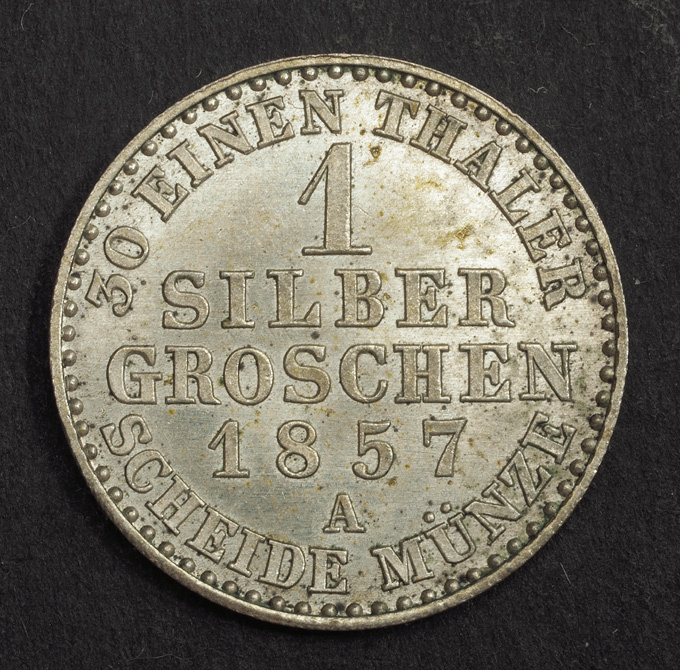 30 EINEN THALER
1
SILBER
GROSCHEN
1857
A
SCHEIDE MÜNZE